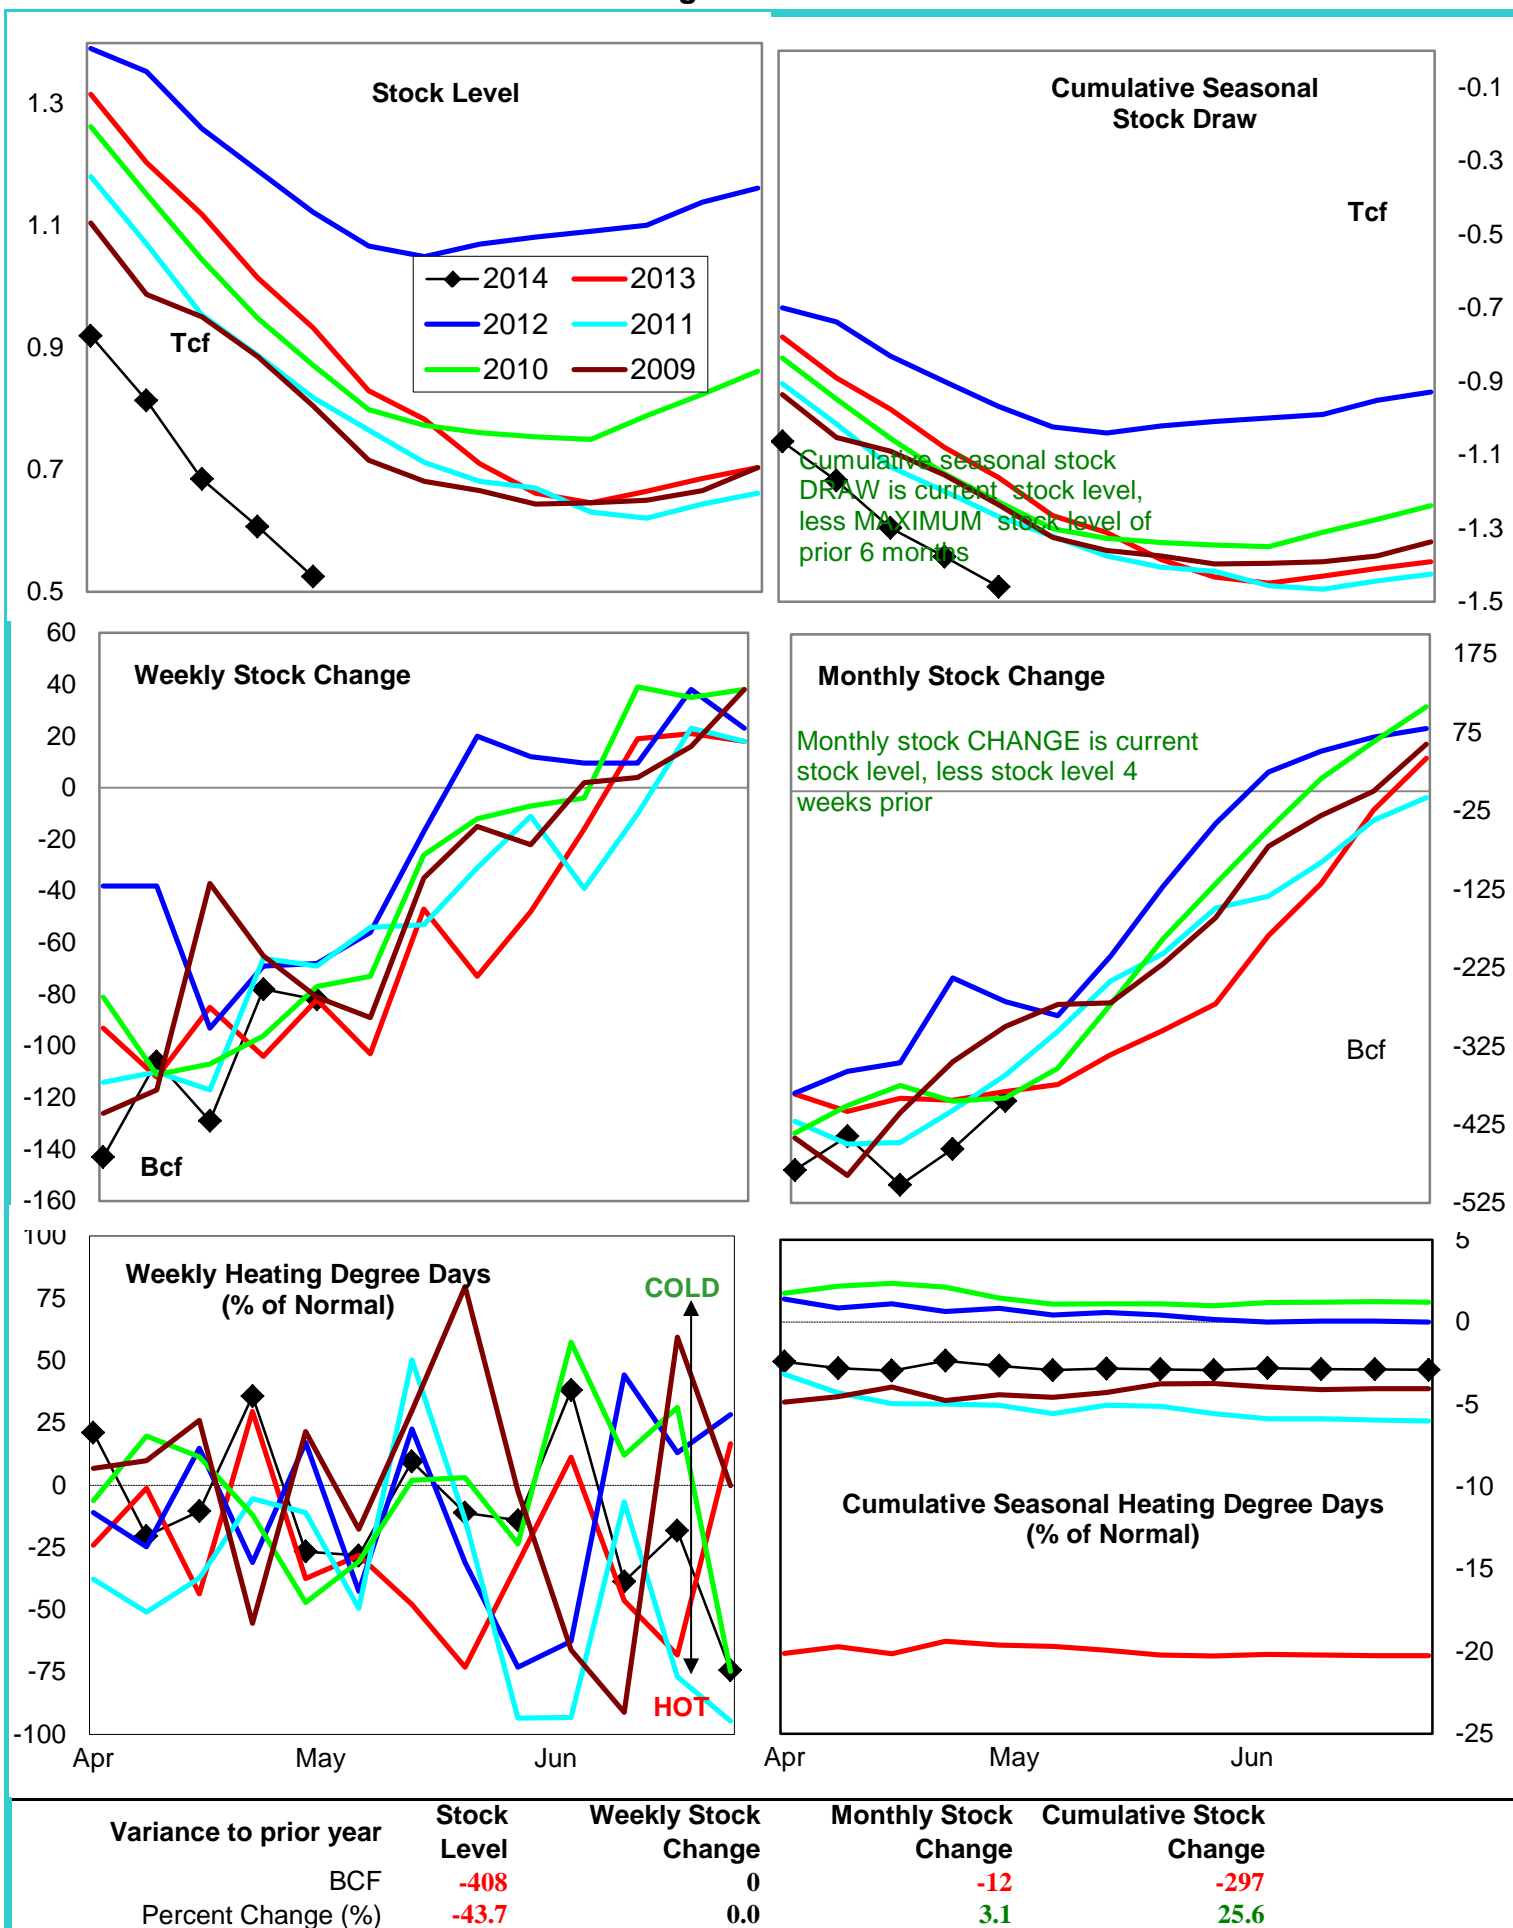 Stock Level
1.3
1.1
0.9
0.7
0.5
Tcf
2014
2013
2012
2011
2010
2009
Cumulative Seasonal
Stock Draw
Tcf
-0.1
-0.3
-0.5
-0.7
-0.9
-1.1
-1.3
-1.5
Cumulative seasonal stock
DRAW is current stock level,
less MAXIMUM stock level of
prior 6 months
Weekly Stock Change
60
40
20
0
-20
-40
-60
-80
-100
-120
-140
-160
Bcf
Monthly Stock Change
Monthly stock CHANGE is current
stock level, less stock level 4
weeks prior
175
75
-25
-125
-225
-325
-425
-525
Bcf
Weekly Heating Degree Days
(% of Normal)
100
75
50
25
0
-25
-50
-75
-100
COLD
HOT
Apr
May
Jun
Cumulative Seasonal Heating Degree Days
(% of Normal)
5
0
-5
-10
-15
-20
-25
Apr
May
Jun
Variance to prior year
Stock
Level
Weekly Stock
Change
Monthly Stock
Change
Cumulative Stock
Change
BCF -408 0 -12 -297
Percent Change (%) -43.7 0.0 3.1 25.6